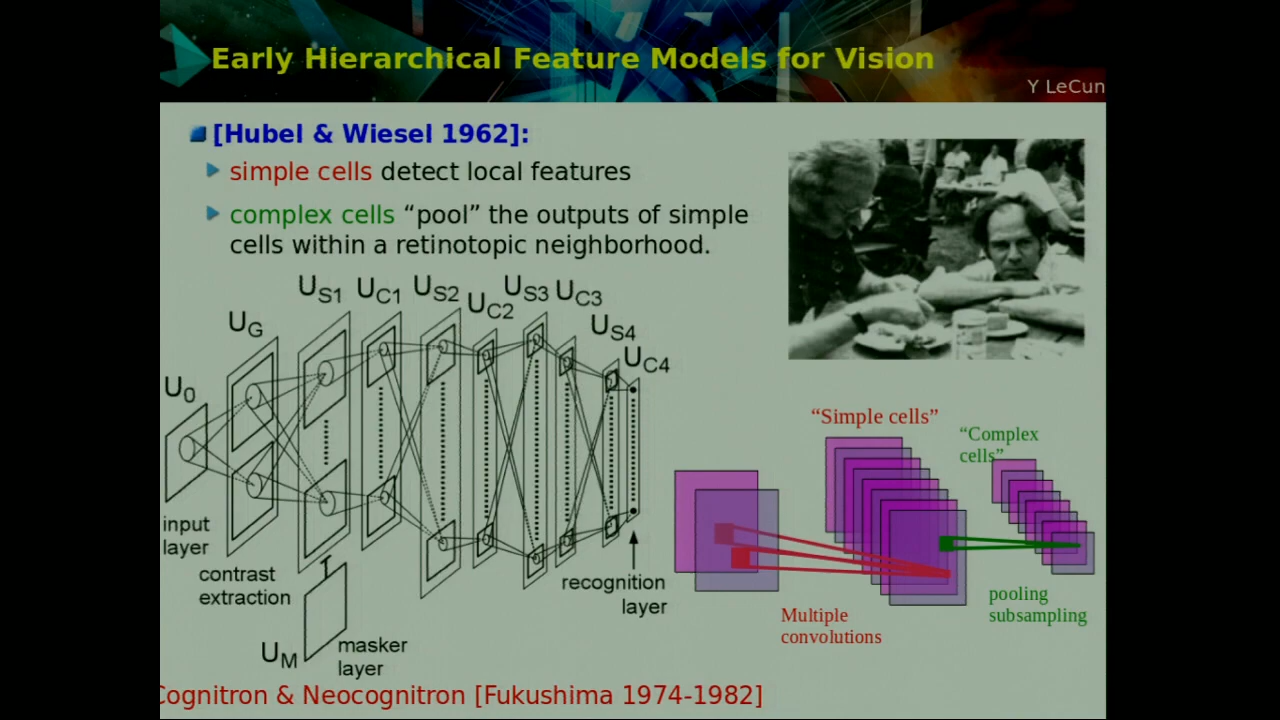 Early Hierarchical Feature Models for Vision
Y LeCun
[Hubel & Wiesel 1962]:
simple cells detect local features
complex cells “pool” the outputs of simple
cells within a retinotopic neighborhood.
U0
UG
US1
UC1
US2
UC2
US3
UC3
US4
UC4
input
layer
contrast
extraction
UM
masker
layer
recognition
layer
“Simple cells”
“Complex
cells”
Multiple
convolutions
pooling
subsampling
Cognitron & Neocognitron [Fukushima 1974-1982]